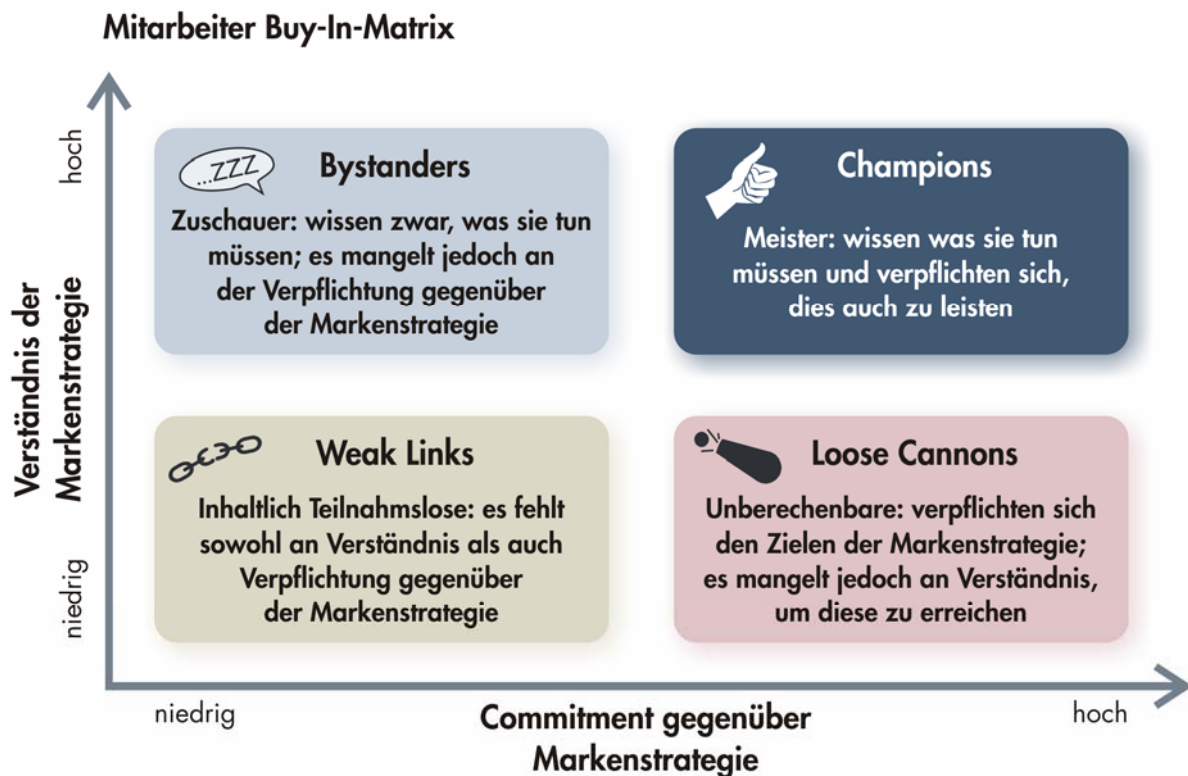 Mitarbeiter Buy-In-Matrix
Verständnis der
Markenstrategie
hoch
niedrig
...ZZZ
Bystanders
Zuschauer: wissen zwar, was sie tun
müssen; es mangelt jedoch an
der Verpflichtung gegenüber
der Markenstrategie
Champions
Meister: wissen was sie tun
müssen und verpflichten sich,
dies auch zu leisten
Weak Links
Inhaltlich Teilnahmslose: es fehlt
sowohl an Verständnis als auch
Verpflichtung gegenüber
der Markenstrategie
Loose Cannons
Unberechenbare: verpflichten sich
den Zielen der Markenstrategie;
es mangelt jedoch an Verständnis,
um diese zu erreichen
niedrig
Commitment gegenüber
Markenstrategie
hoch